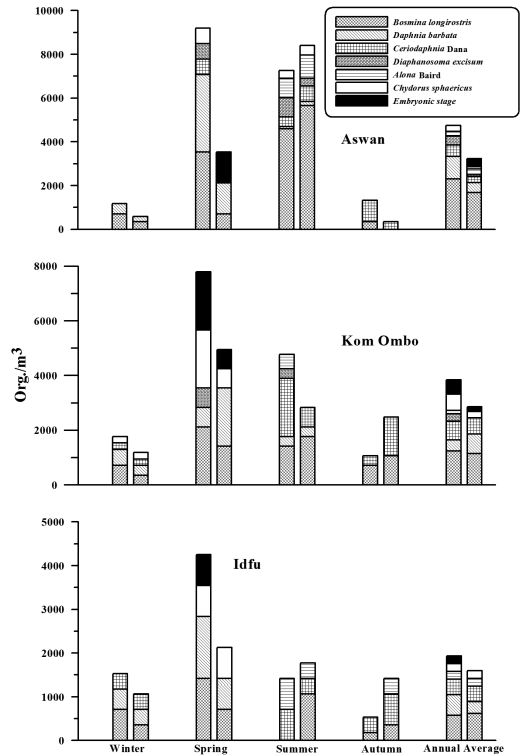 10000
8000
6000
4000
2000
0
Bosmina longirostris
Daphnia barbata
Ceriodaphnia Dana
Diaphanosoma excisum
Alona Baird
Chydorus sphaericus
Embryonic stage
Aswan
8000
6000
4000
2000
0
Kom Ombo
Org./m³
5000
4000
3000
2000
1000
0
Idfu
Winter Spring Summer Autumn Annual Average